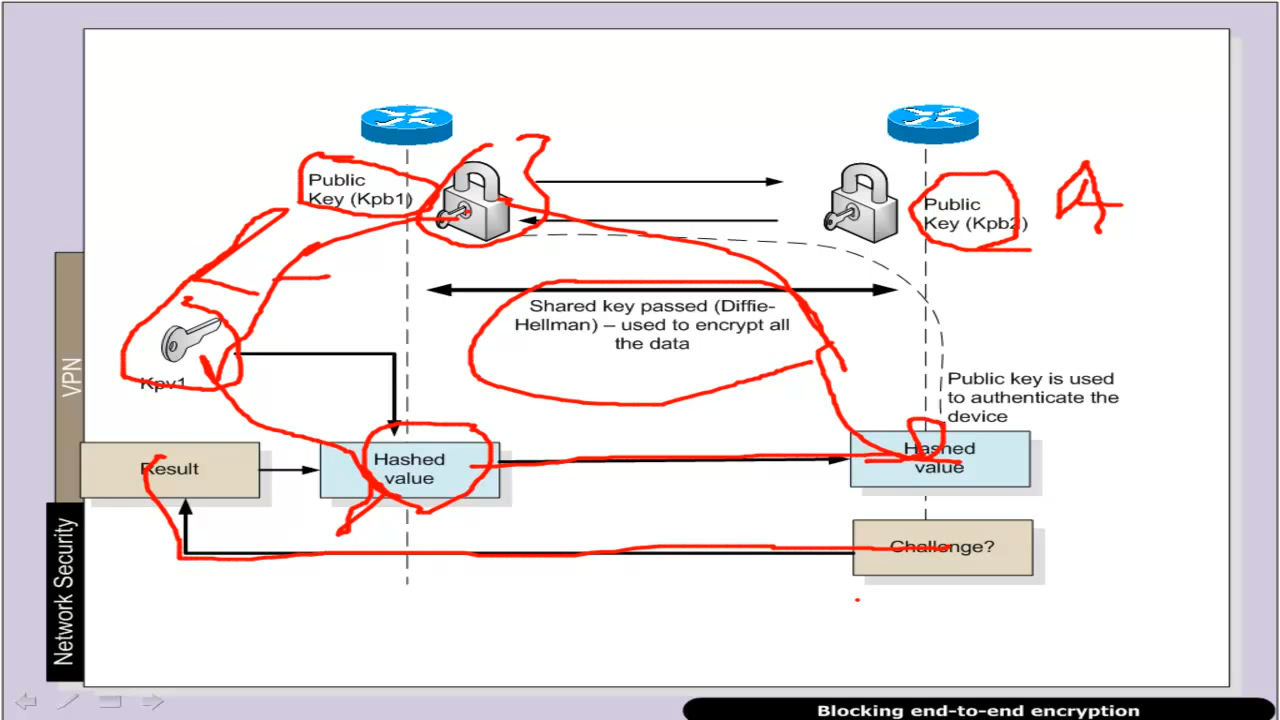 Public
Key (Kpb1)
Public
Key (Kpb2)
A
Shared key passed (Diffie-
Hellman) – used to encrypt all
the data
Kpv1
Public key is used
to authenticate the
device
Result
Hashed
value
Hashed
value
Challenge?
VPN
Network Security
Blocking end-to-end encryption